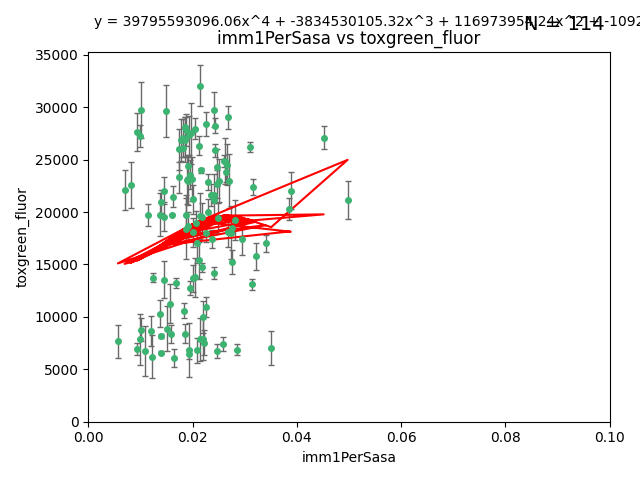 y = 39795593096.06x^4 + -3834530105.32x^3 +
N = 114
imm1PerSasa vs toxgreen_fluor
35000
30000
25000
20000
15000
10000
5000
0
toxgreen_fluor
0.00 0.02 0.04 0.06 0.08 0.10
imm1PerSasa